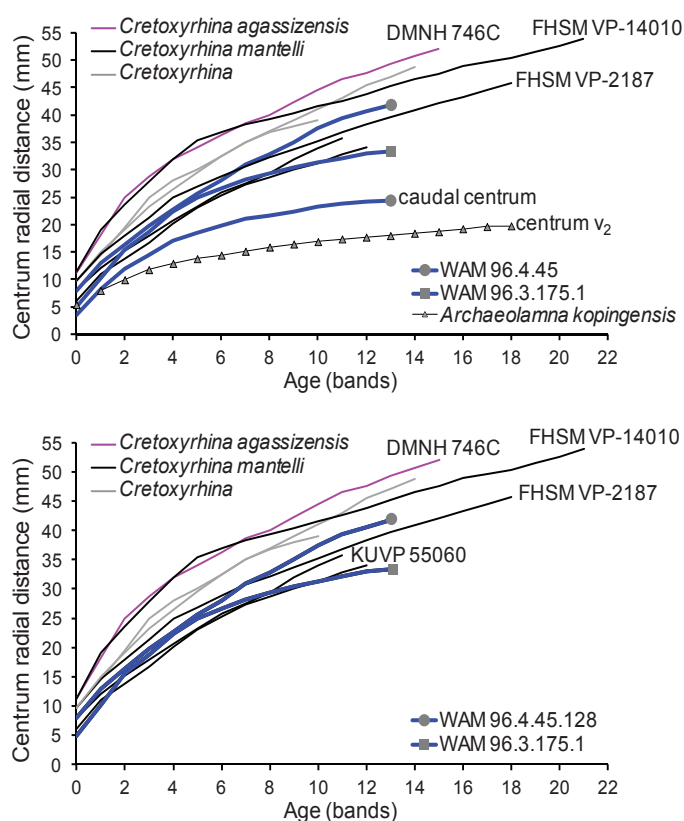 55
50
45
40
35
30
25
20
15
10
5
0
Centrum radial distance (mm)
Cretoxyrhina agassizensis
Cretoxyrhina mantelli
Cretoxyrhina
DMNH 746C
FHSM VP-14010
FHSM VP-2187
caudal centrum
centrum v₂
WAM 96.4.45
WAM 96.3.175.1
Archaeolamna kopingensis
0 2 4 6 8 10 12 14 16 18 20 22
Age (bands)
55
50
45
40
35
30
25
20
15
10
5
0
Centrum radial distance (mm)
Cretoxyrhina agassizensis
Cretoxyrhina mantelli
Cretoxyrhina
DMNH 746C
FHSM VP-14010
FHSM VP-2187
KUVP 55060
WAM 96.4.45.128
WAM 96.3.175.1
0 2 4 6 8 10 12 14 16 18 20 22
Age (bands)